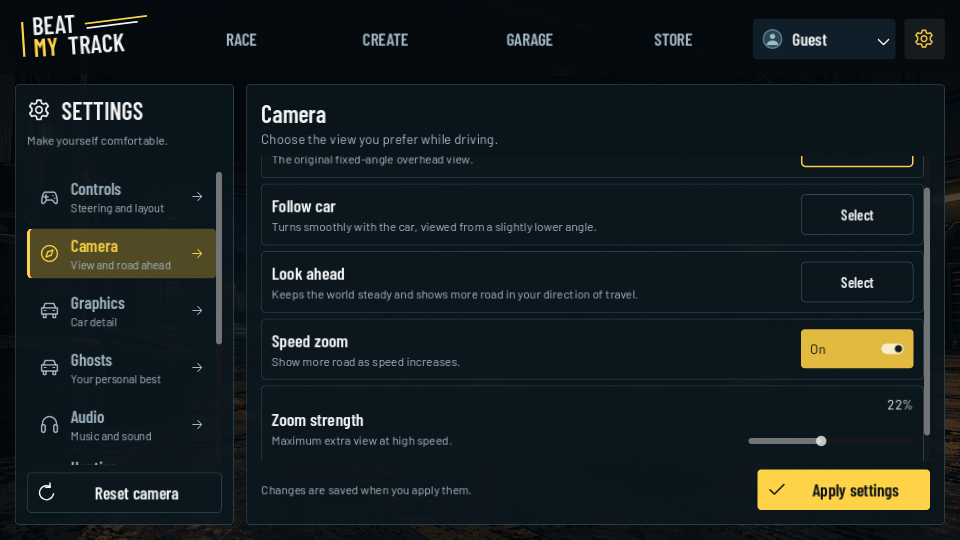 BEAT
MY TRACK
RACE
CREATE
GARAGE
STORE
Guest
SETTINGS
Make yourself comfortable.
Controls
Steering and layout
Camera
View and road ahead
Graphics
Car detail
Ghosts
Your personal best
Audio
Music and sound
Reset camera
Camera
Choose the view you prefer while driving.
The original fixed-angle overhead view.
Follow car
Turns smoothly with the car, viewed from a slightly lower angle.
Select
Look ahead
Keeps the world steady and shows more road in your direction of travel.
Select
Speed zoom
Show more road as speed increases.
On
22%
Zoom strength
Maximum extra view at high speed.
Changes are saved when you apply them.
Apply settings